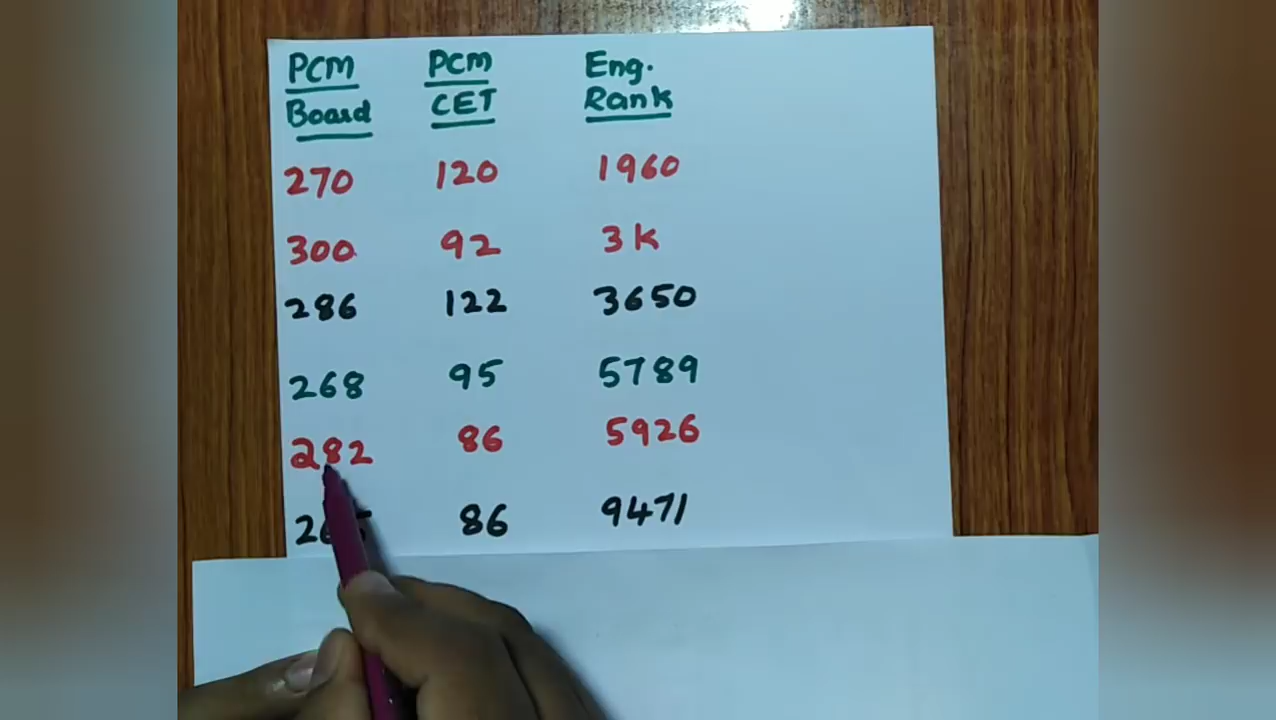 PCM PCM Eng.
Board CET Rank
270 120 1960
300 92 3K
286 122 3650
268 95 5789
282 86 5926
86 9471